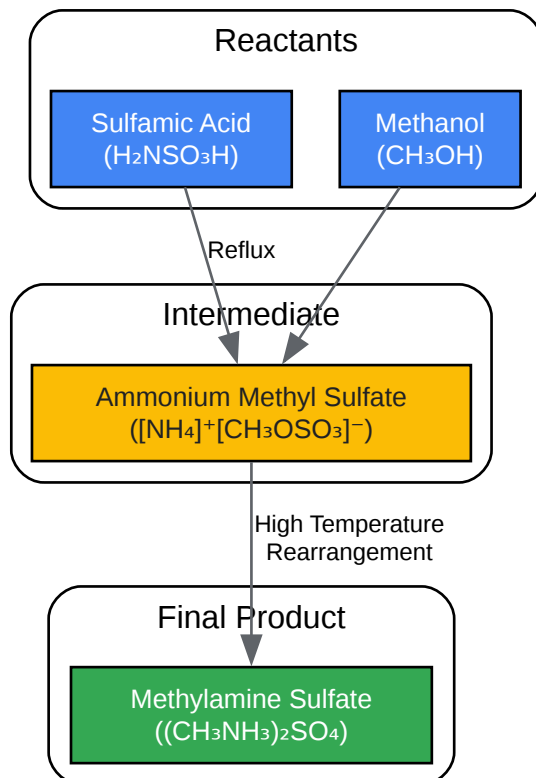 Reactants
Sulfamic Acid
(H₂NSO₃H)
Methanol
(CH₃OH)
Reflux
Intermediate
Ammonium Methyl Sulfate
([NH₄]⁺[CH₃OSO₃]⁻)
High Temperature
Rearrangement
Final Product
Methylamine Sulfate
((CH₃NH₃)₂SO₄)